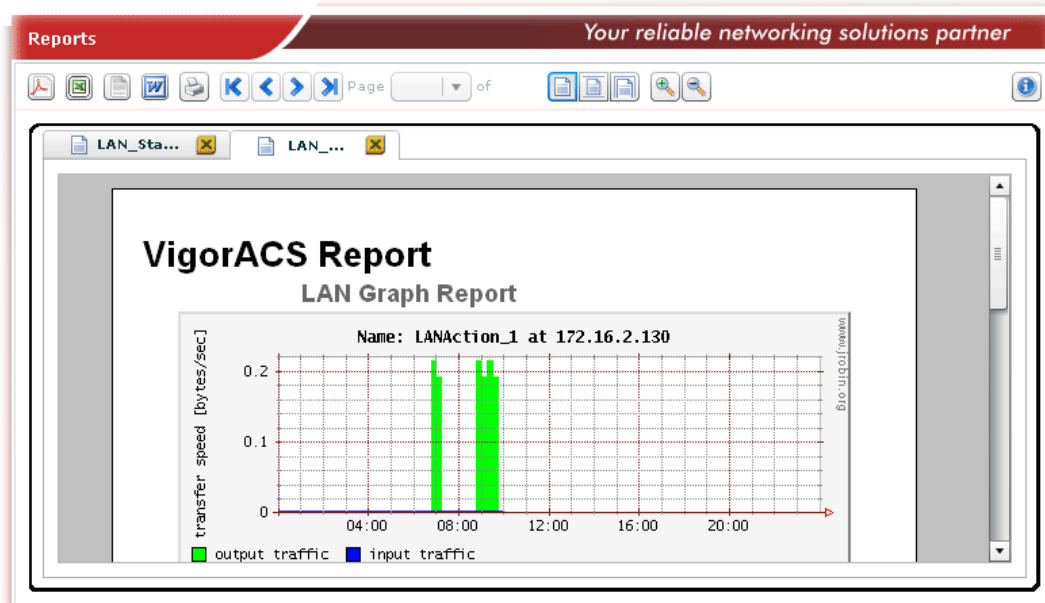 Reports
Your reliable networking solutions partner
Page
of
LAN_Sta...
LAN_...
VigorACS Report
LAN Graph Report
Name: LANAction_1 at 172.16.2.130
transfer speed [bytes/sec]
www.jrobin.org
0.2
0.1
0
04:00 08:00 12:00 16:00 20:00
output traffic input traffic